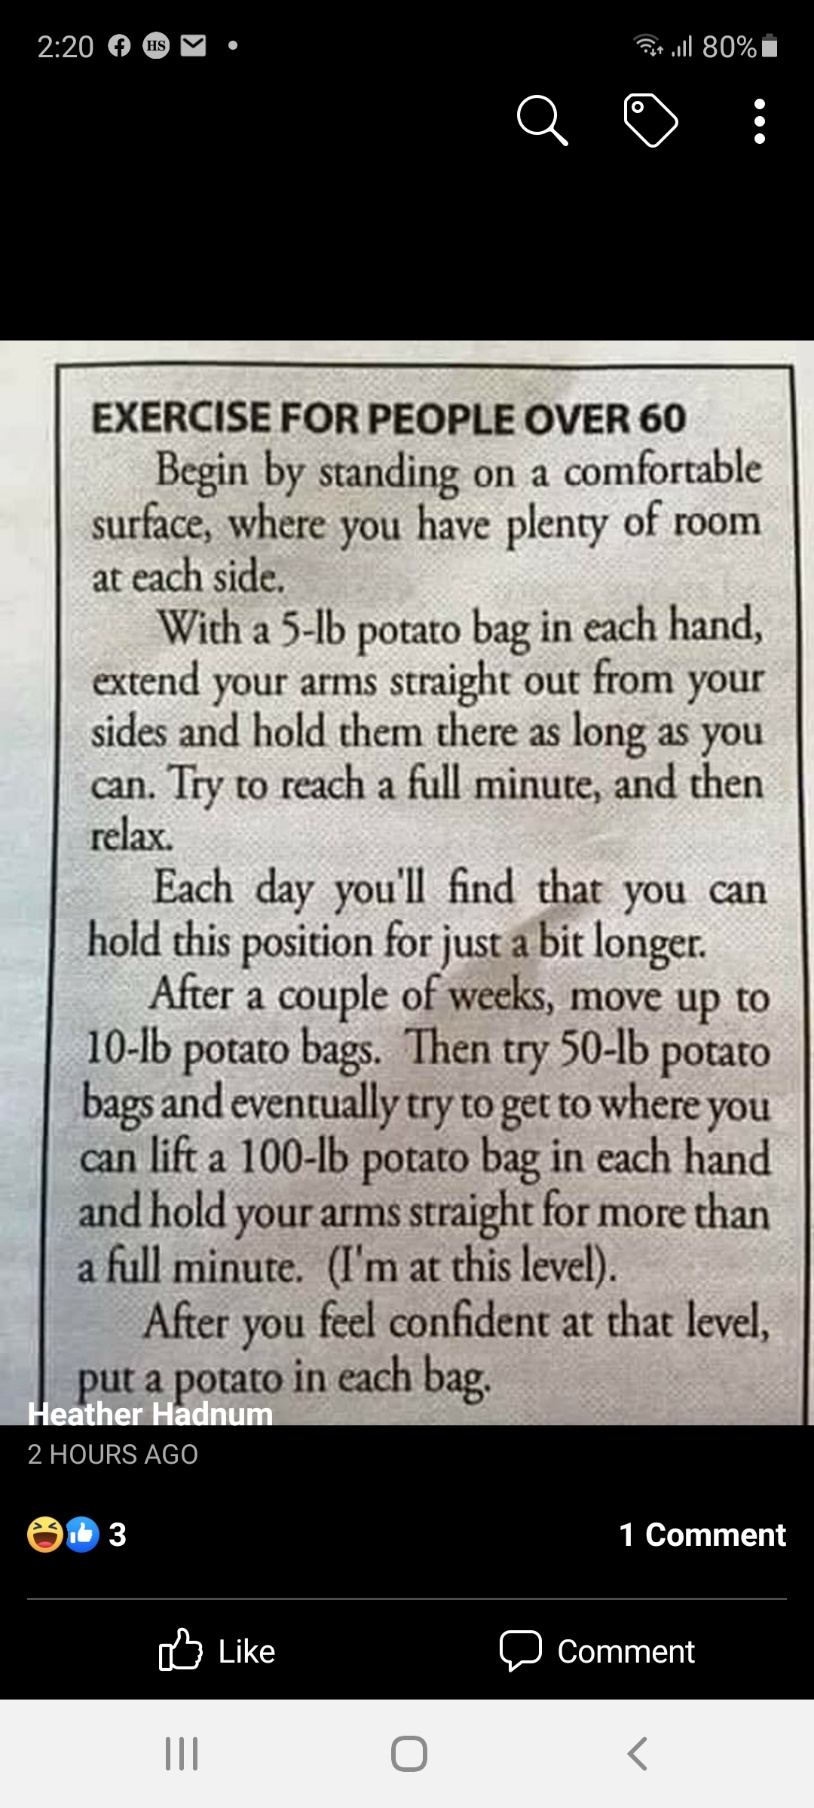 2:20 HS 80%
EXERCISE FOR PEOPLE OVER 60
Begin by standing on a comfortable
surface, where you have plenty of room
at each side.
With a 5-lb potato bag in each hand,
extend your arms straight out from your
sides and hold them there as long as you
can. Try to reach a full minute, and then
relax.
Each day you'll find that you can
hold this position for just a bit longer.
After a couple of weeks, move up to
10-lb potato bags. Then try 50-lb potato
bags and eventually try to get to where you
can lift a 100-lb potato bag in each hand
and hold your arms straight for more than
a full minute. (I'm at this level).
After you feel confident at that level,
put a potato in each bag.
Heather Hadnum
2 HOURS AGO
3 1 Comment
Like Comment